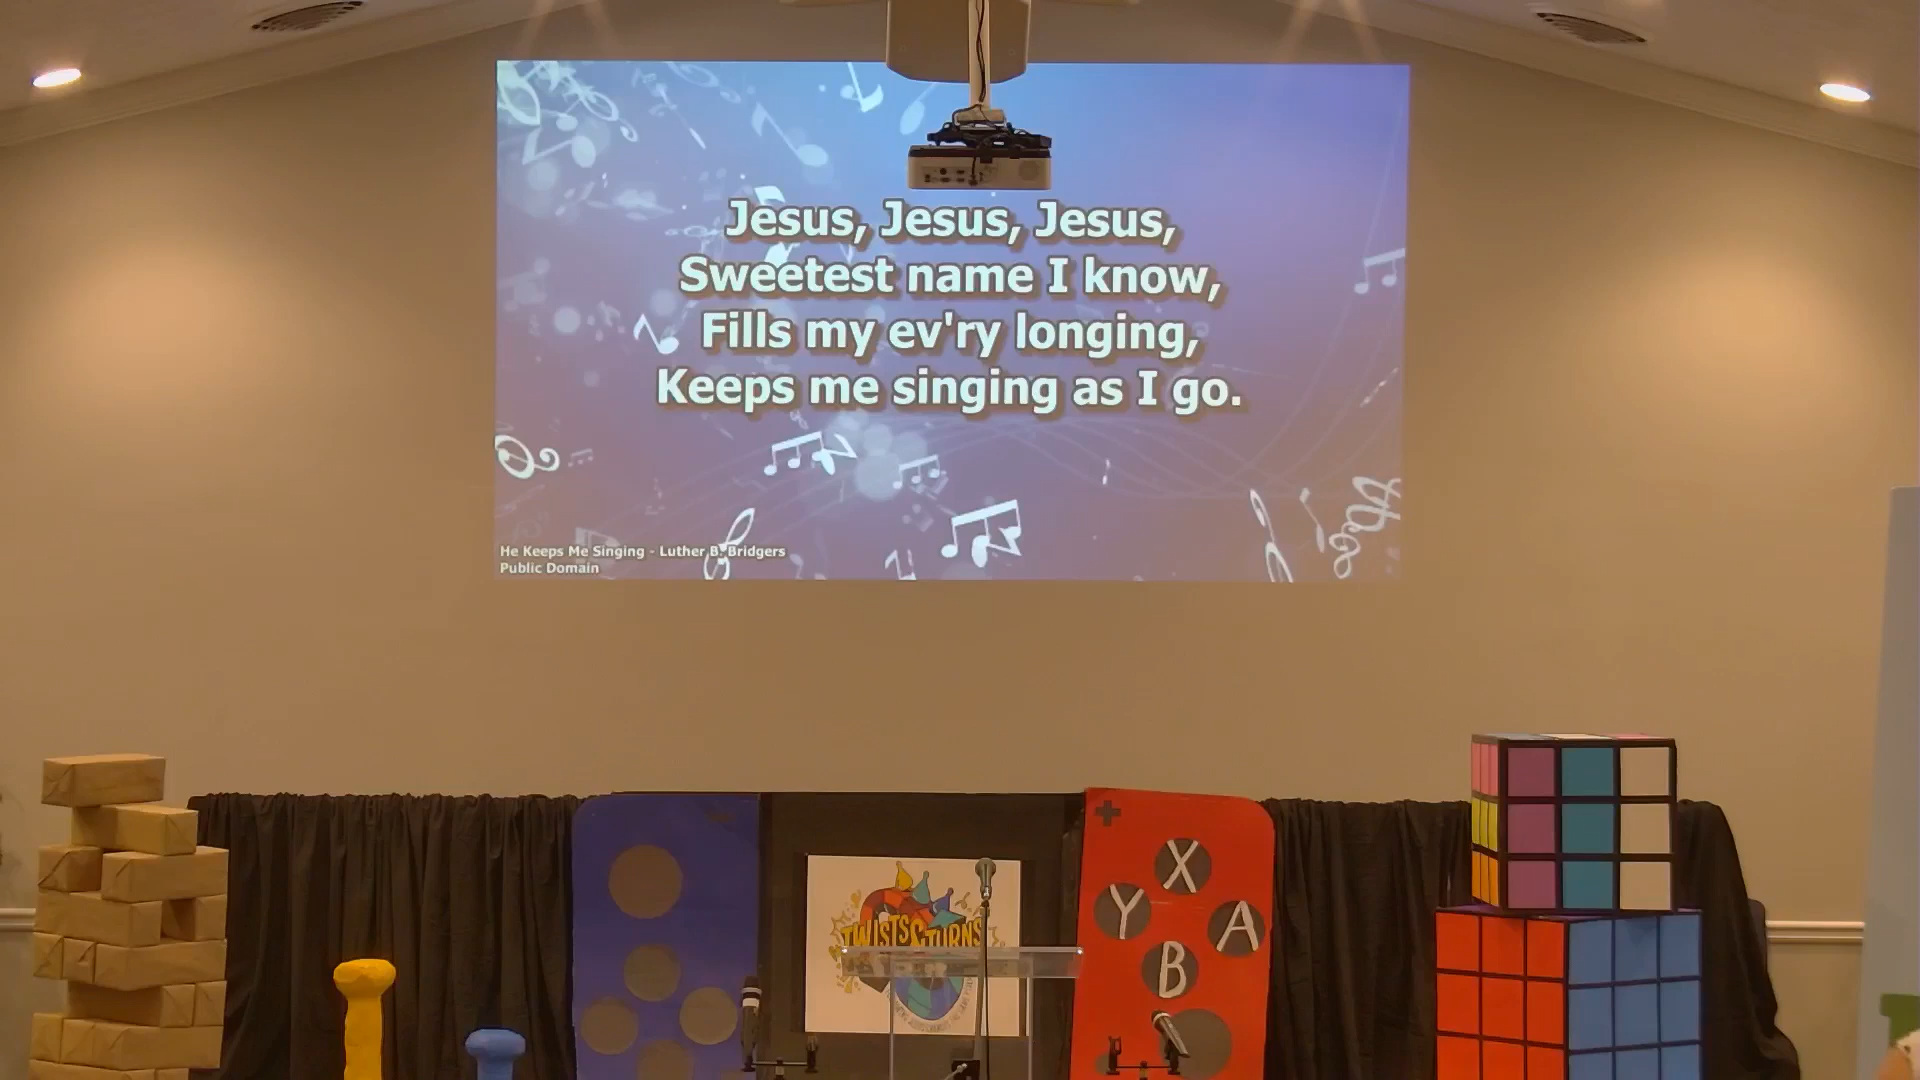 Jesus, Jesus, Jesus,
Sweetest name I know,
Fills my ev'ry longing,
Keeps me singing as I go.
He Keeps Me Singing - Luther B. Bridgers
Public Domain
+
X
Y
A
B
TWISTS & TURNS